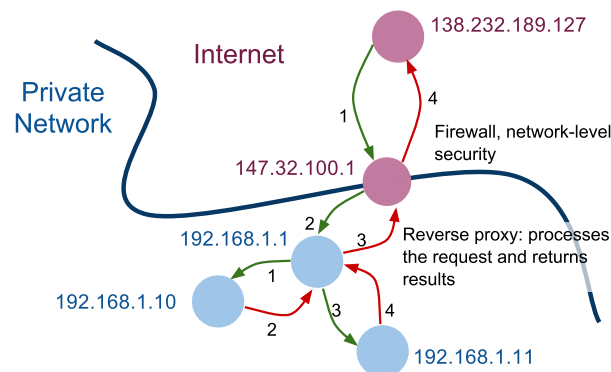 138.232.189.127
Internet
Private
Network
1
4
Firewall, network-level
security
147.32.100.1
2
192.168.1.1
3
Reverse proxy: processes
the request and returns
results
1
192.168.1.10
2
3
4
192.168.1.11